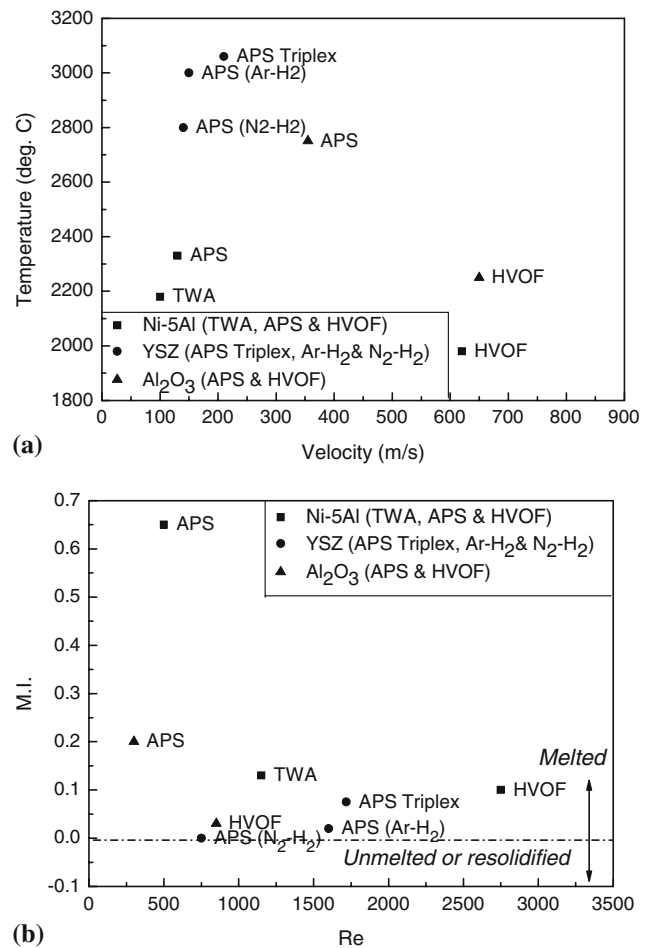 3200
3000
2800
2600
2400
2200
2000
1800
Temperature (deg. C)
APS Triplex
APS (Ar-H2)
APS (N2-H2)
APS
APS
TWA
HVOF
HVOF
Ni-5Al (TWA, APS & HVOF)
YSZ (APS Triplex, Ar-H₂& N₂-H₂)
Al₂O₃ (APS & HVOF)
0 100 200 300 400 500 600 700 800 900
Velocity (m/s)
(a)
0.7
0.6
0.5
0.4
0.3
0.2
0.1
0.0
-0.1
M.I.
Ni-5Al (TWA, APS & HVOF)
YSZ (APS Triplex, Ar-H₂& N₂-H₂)
Al₂O₃ (APS & HVOF)
APS
APS
TWA
Melted
APS Triplex
HVOF
HVOF
APS (N₂-H₂)
APS (Ar-H₂)
Unmelted or resolidified
0 500 1000 1500 2000 2500 3000 3500
Re
(b)